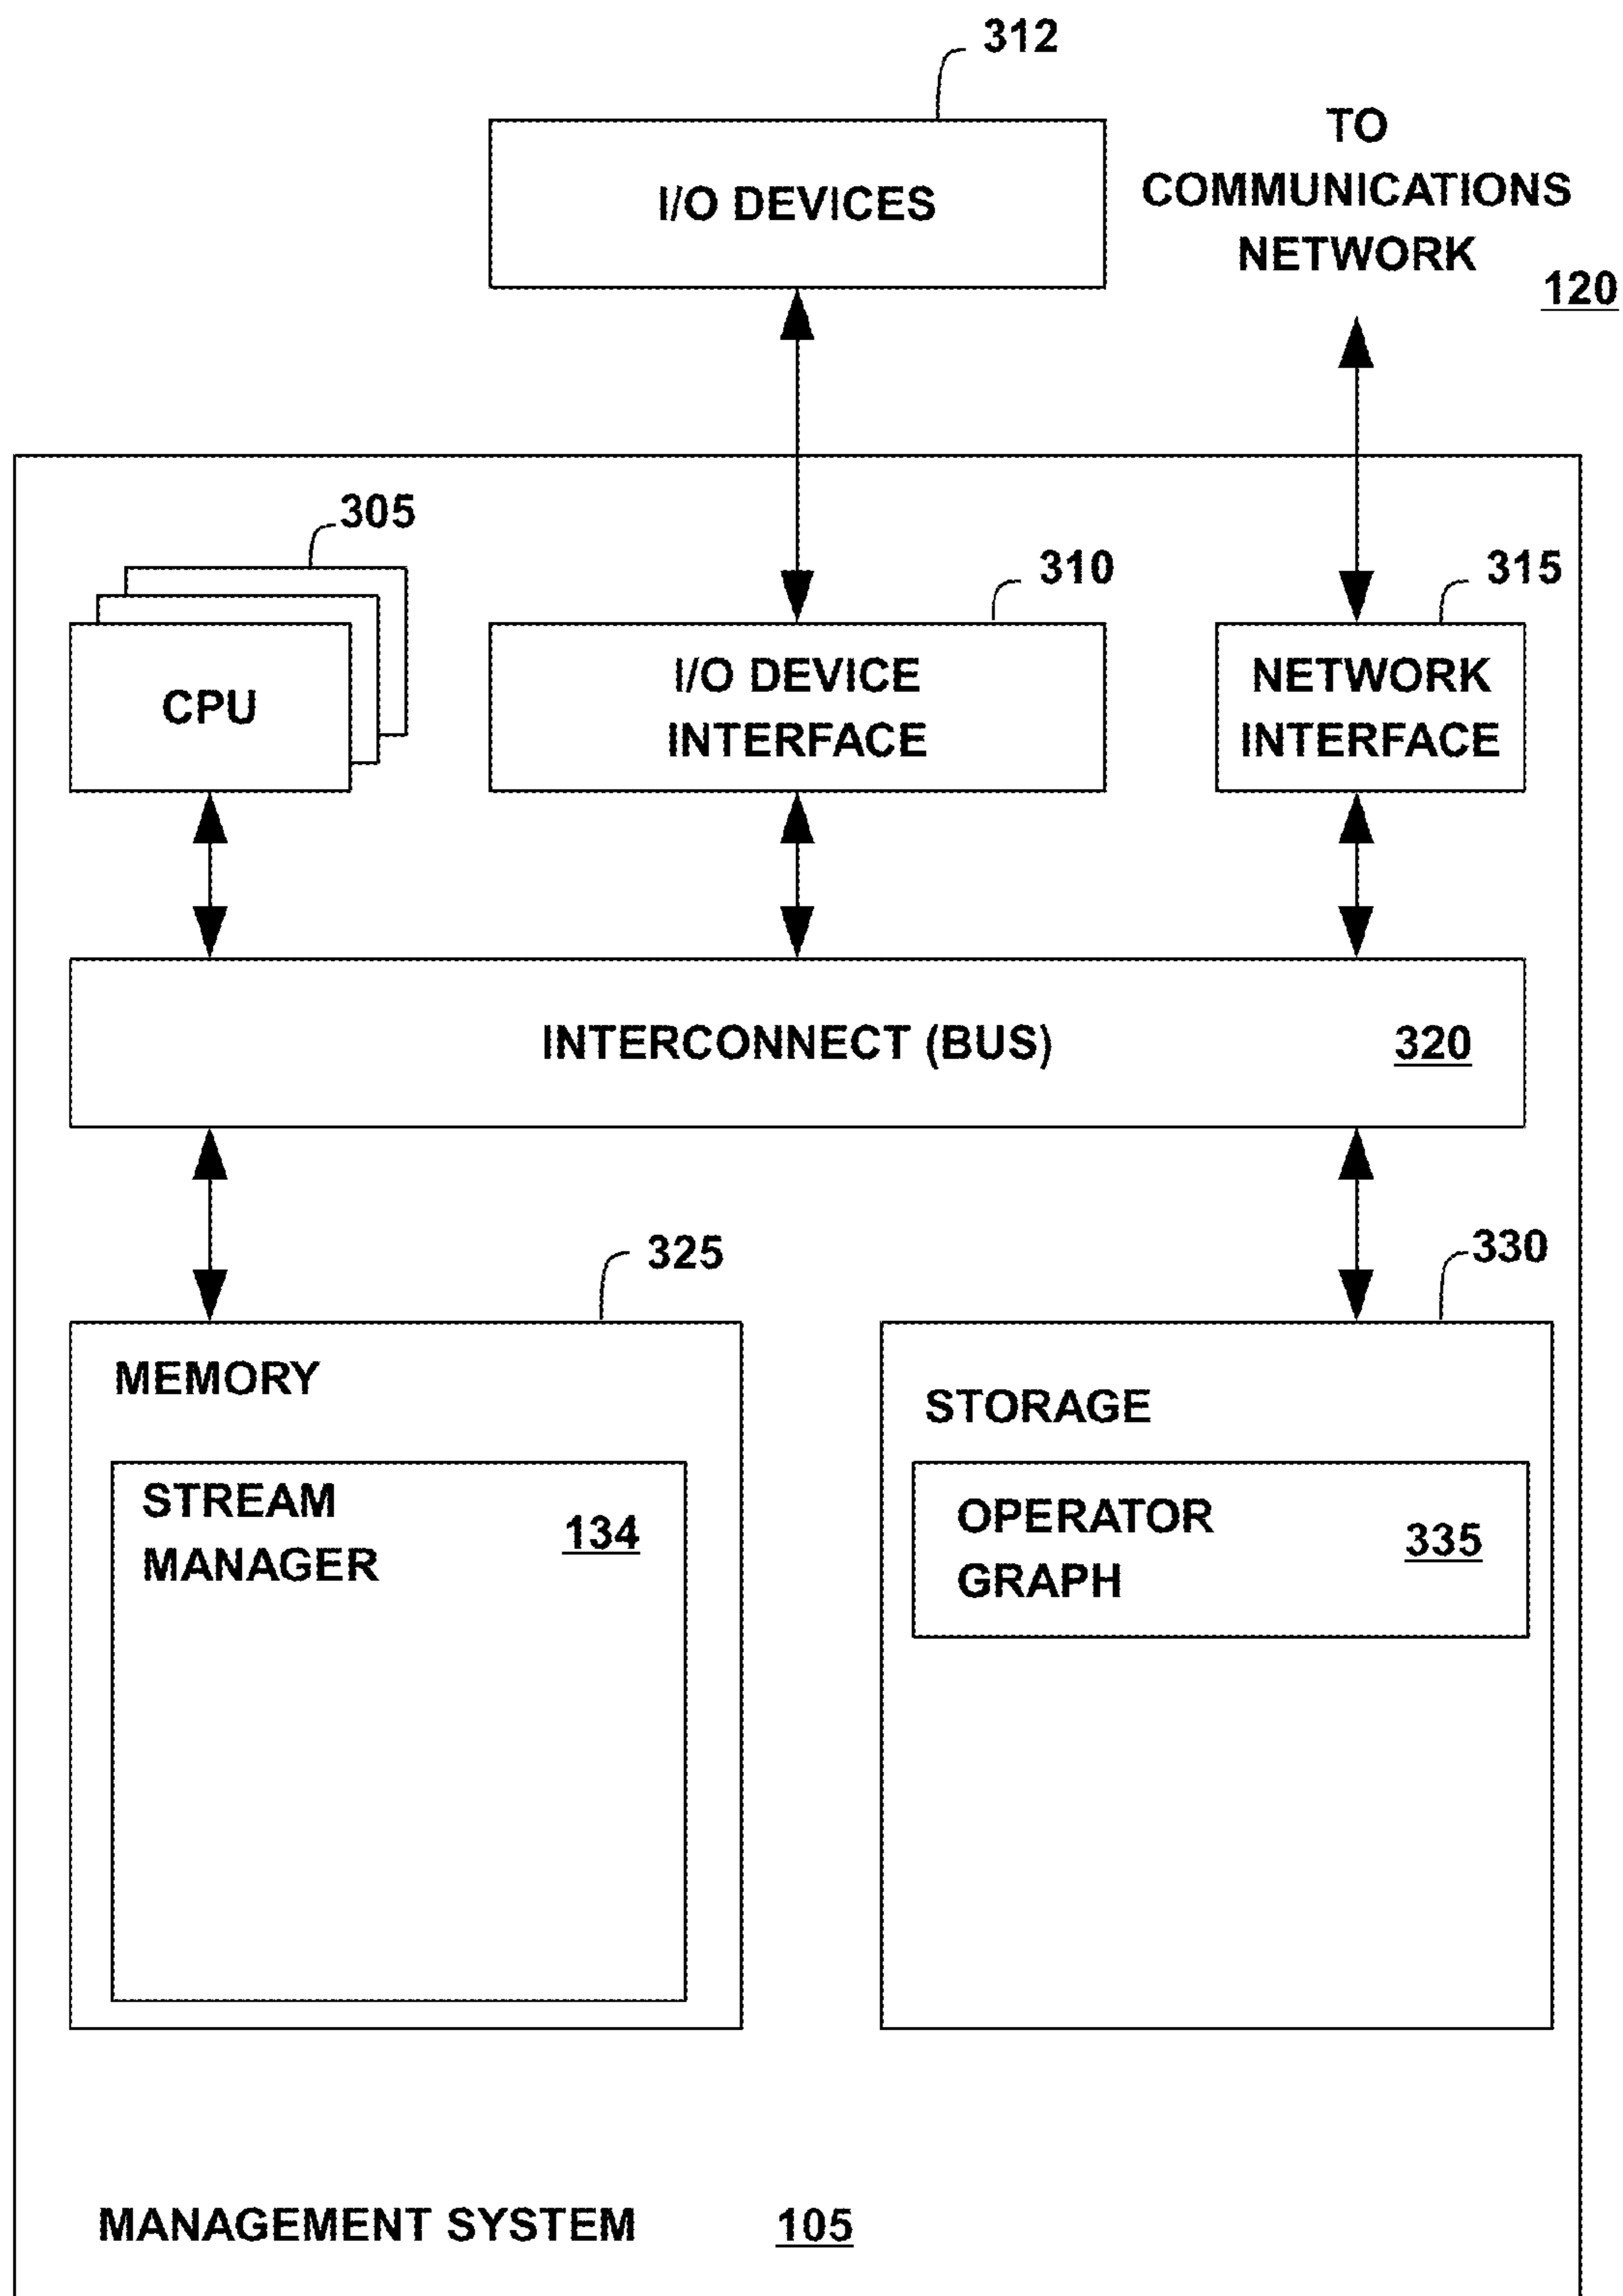 312
I/O DEVICES
TO
COMMUNICATIONS
NETWORK
120
305
310
315
CPU
I/O DEVICE
INTERFACE
NETWORK
INTERFACE
INTERCONNECT (BUS)
320
325
330
MEMORY
STORAGE
STREAM
MANAGER
134
OPERATOR
GRAPH
335
MANAGEMENT SYSTEM
105